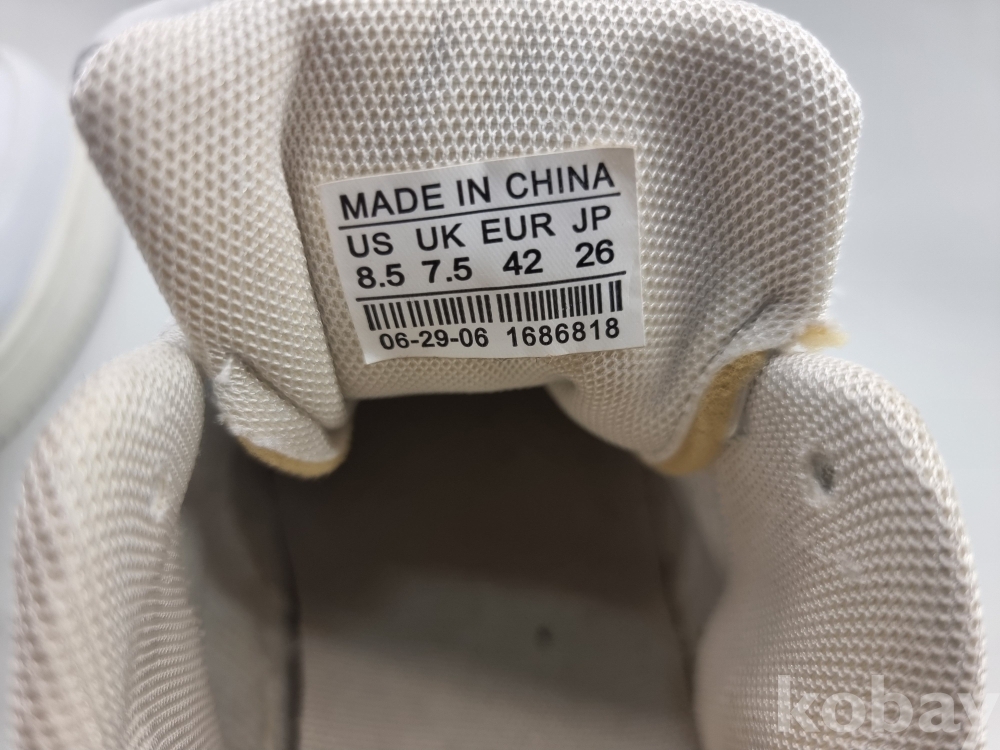 MADE IN CHINA
US UK EUR JP
8.5 7.5 42 26
06-29-06 1686818
kobay